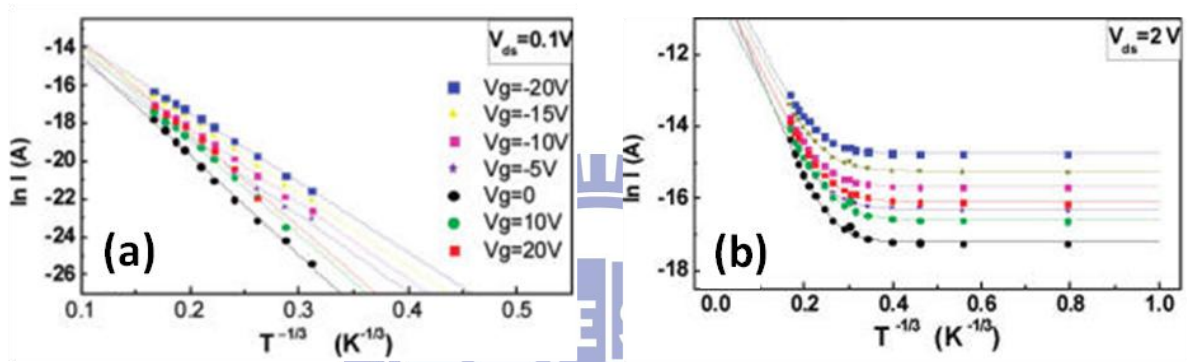 V_ds=0.1V
ln I (A)
-14
-16
-18
-20
-22
-24
-26
Vg=-20V
Vg=-15V
Vg=-10V
Vg=-5V
Vg=0
Vg=10V
Vg=20V
(a)
0.1 0.2 0.3 0.4 0.5
T^-1/3 (K^-1/3)
V_ds=2 V
ln I (A)
-12
-14
-16
-18
(b)
0.0 0.2 0.4 0.6 0.8 1.0
T^-1/3 (K^-1/3)